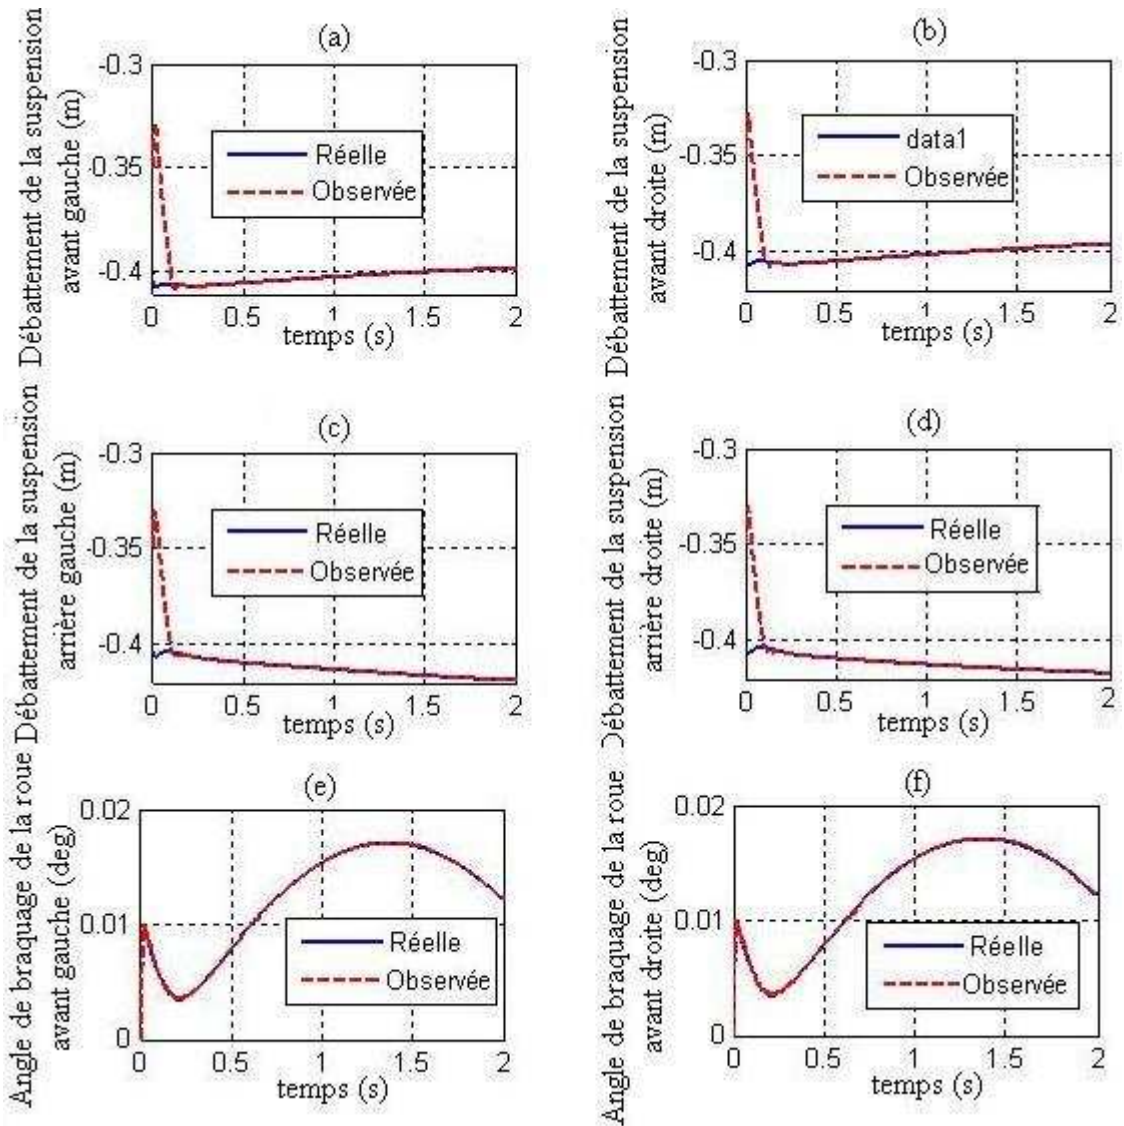 (a)
Débattement de la suspension
avant gauche (m)
-0.3
-0.35
-0.4
Réelle
Observée
0 0.5 1 1.5 2
temps (s)
(b)
Débattement de la suspension
avant droite (m)
-0.3
-0.35
-0.4
data1
Observée
0 0.5 1 1.5 2
temps (s)
(c)
Débattement de la suspension
arrière gauche (m)
-0.3
-0.35
-0.4
Réelle
Observée
0 0.5 1 1.5 2
temps (s)
(d)
Débattement de la suspension
arrière droite (m)
-0.3
-0.35
-0.4
Réelle
Observée
0 0.5 1 1.5 2
temps (s)
(e)
Angle de braquage de la roue
avant gauche (deg)
0.02
0.01
0
Réelle
Observée
0 0.5 1 1.5 2
temps (s)
(f)
Angle de braquage de la roue
avant droite (deg)
0.02
0.01
0
Réelle
Observée
0 0.5 1 1.5 2
temps (s)